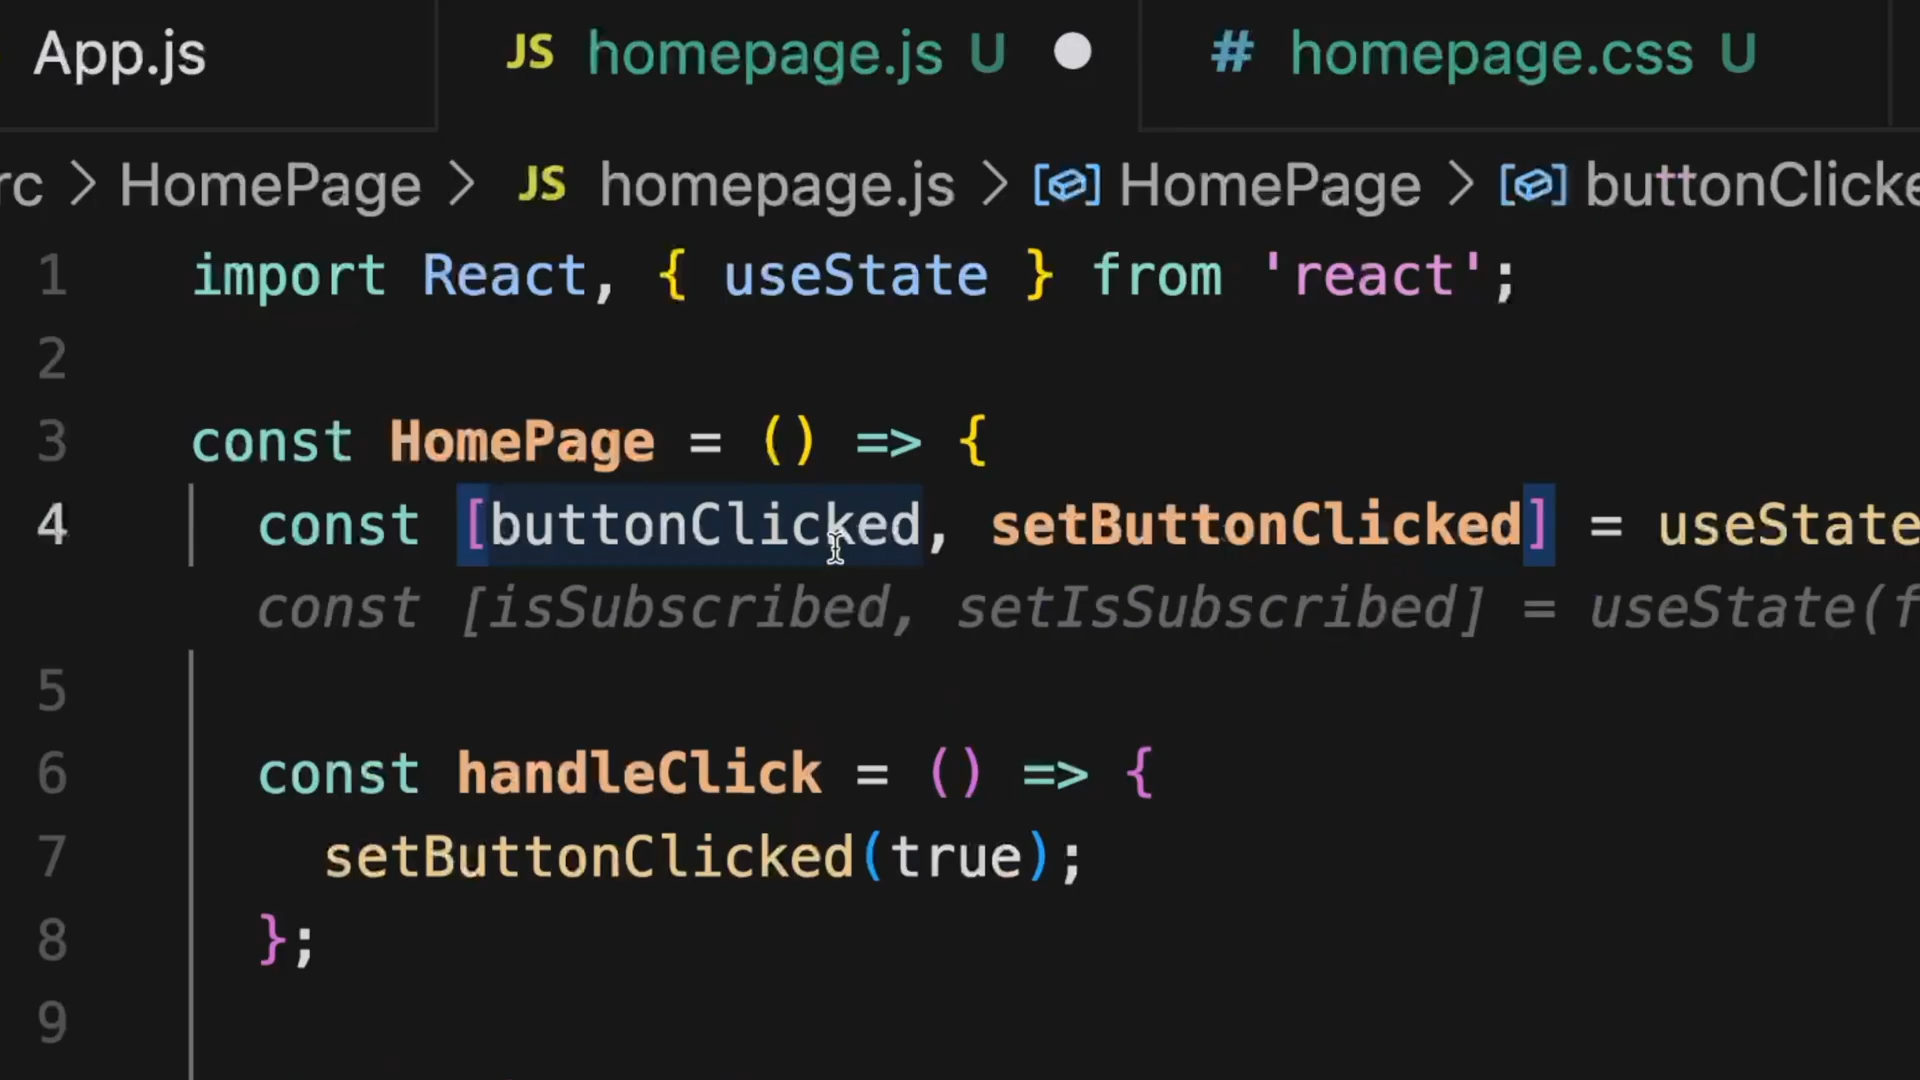 App.js JS homepage.js U # homepage.css U
rc > HomePage > JS homepage.js > HomePage > buttonClicke
1 import React, { useState } from 'react';
2
3 const HomePage = () => {
4 const [buttonClicked, setButtonClicked] = useState
const [isSubscribed, setIsSubscribed] = useState(f
5
6 const handleClick = () => {
7 setButtonClicked(true);
8 };
9